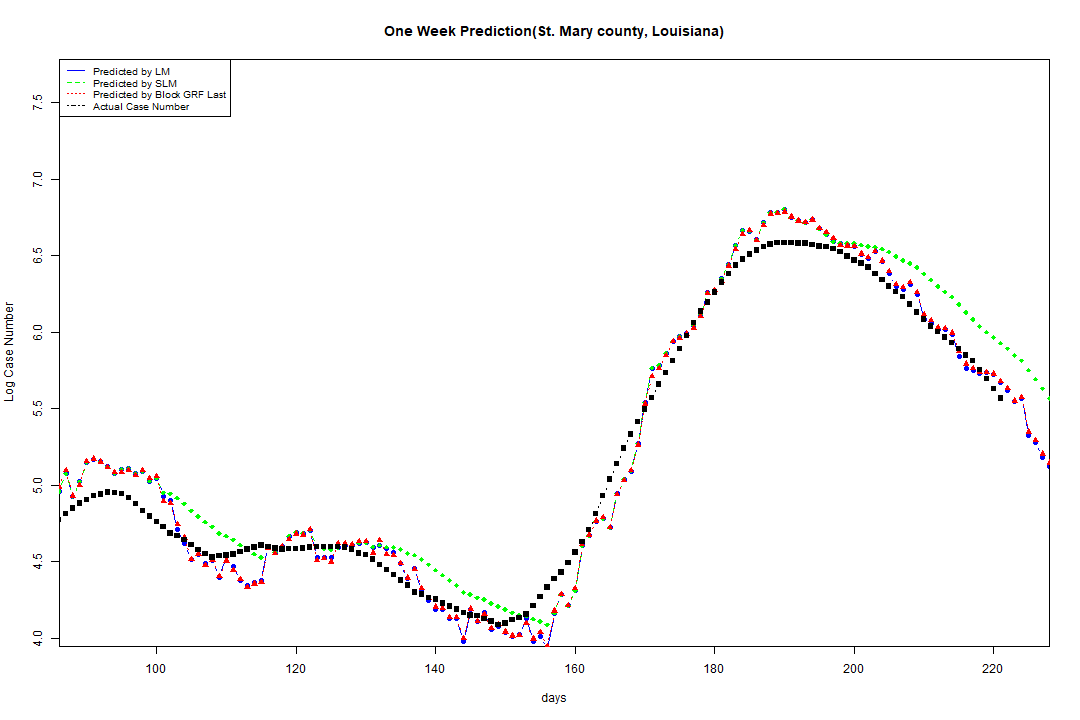 One Week Prediction(St. Mary county, Louisiana)
Predicted by LM
Predicted by SLM
Predicted by Block GRF Last
Actual Case Number
7.5
7.0
6.5
6.0
5.5
5.0
4.5
4.0
Log Case Number
100 120 140 160 180 200 220
days